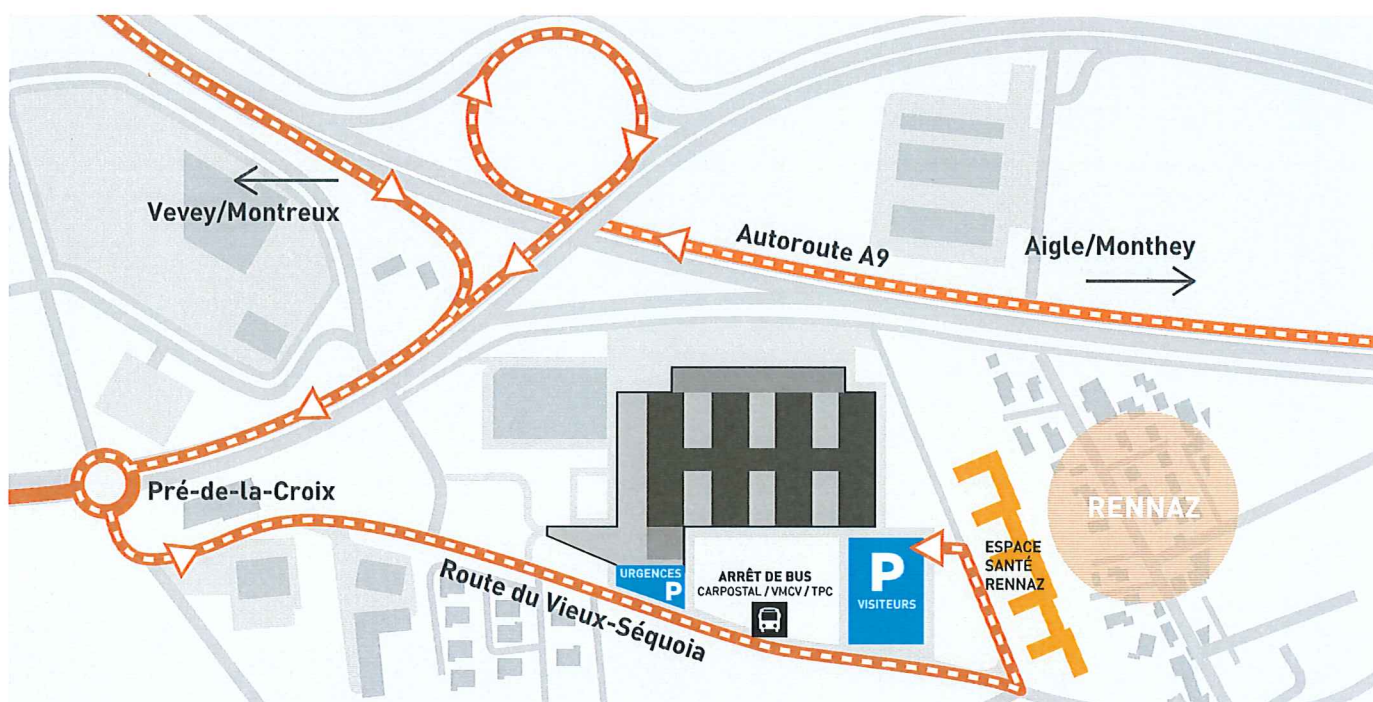 Vevey/Montreux
Autoroute A9
Aigle/Monthey
Pré-de-la-Croix
RENNAZ
ESPACE
SANTÉ
RENNAZ
URGENCES
P
ARRÊT DE BUS
CARPOSTAL / VMCV / TPC
P
VISITEURS
Route du Vieux-Séquoia